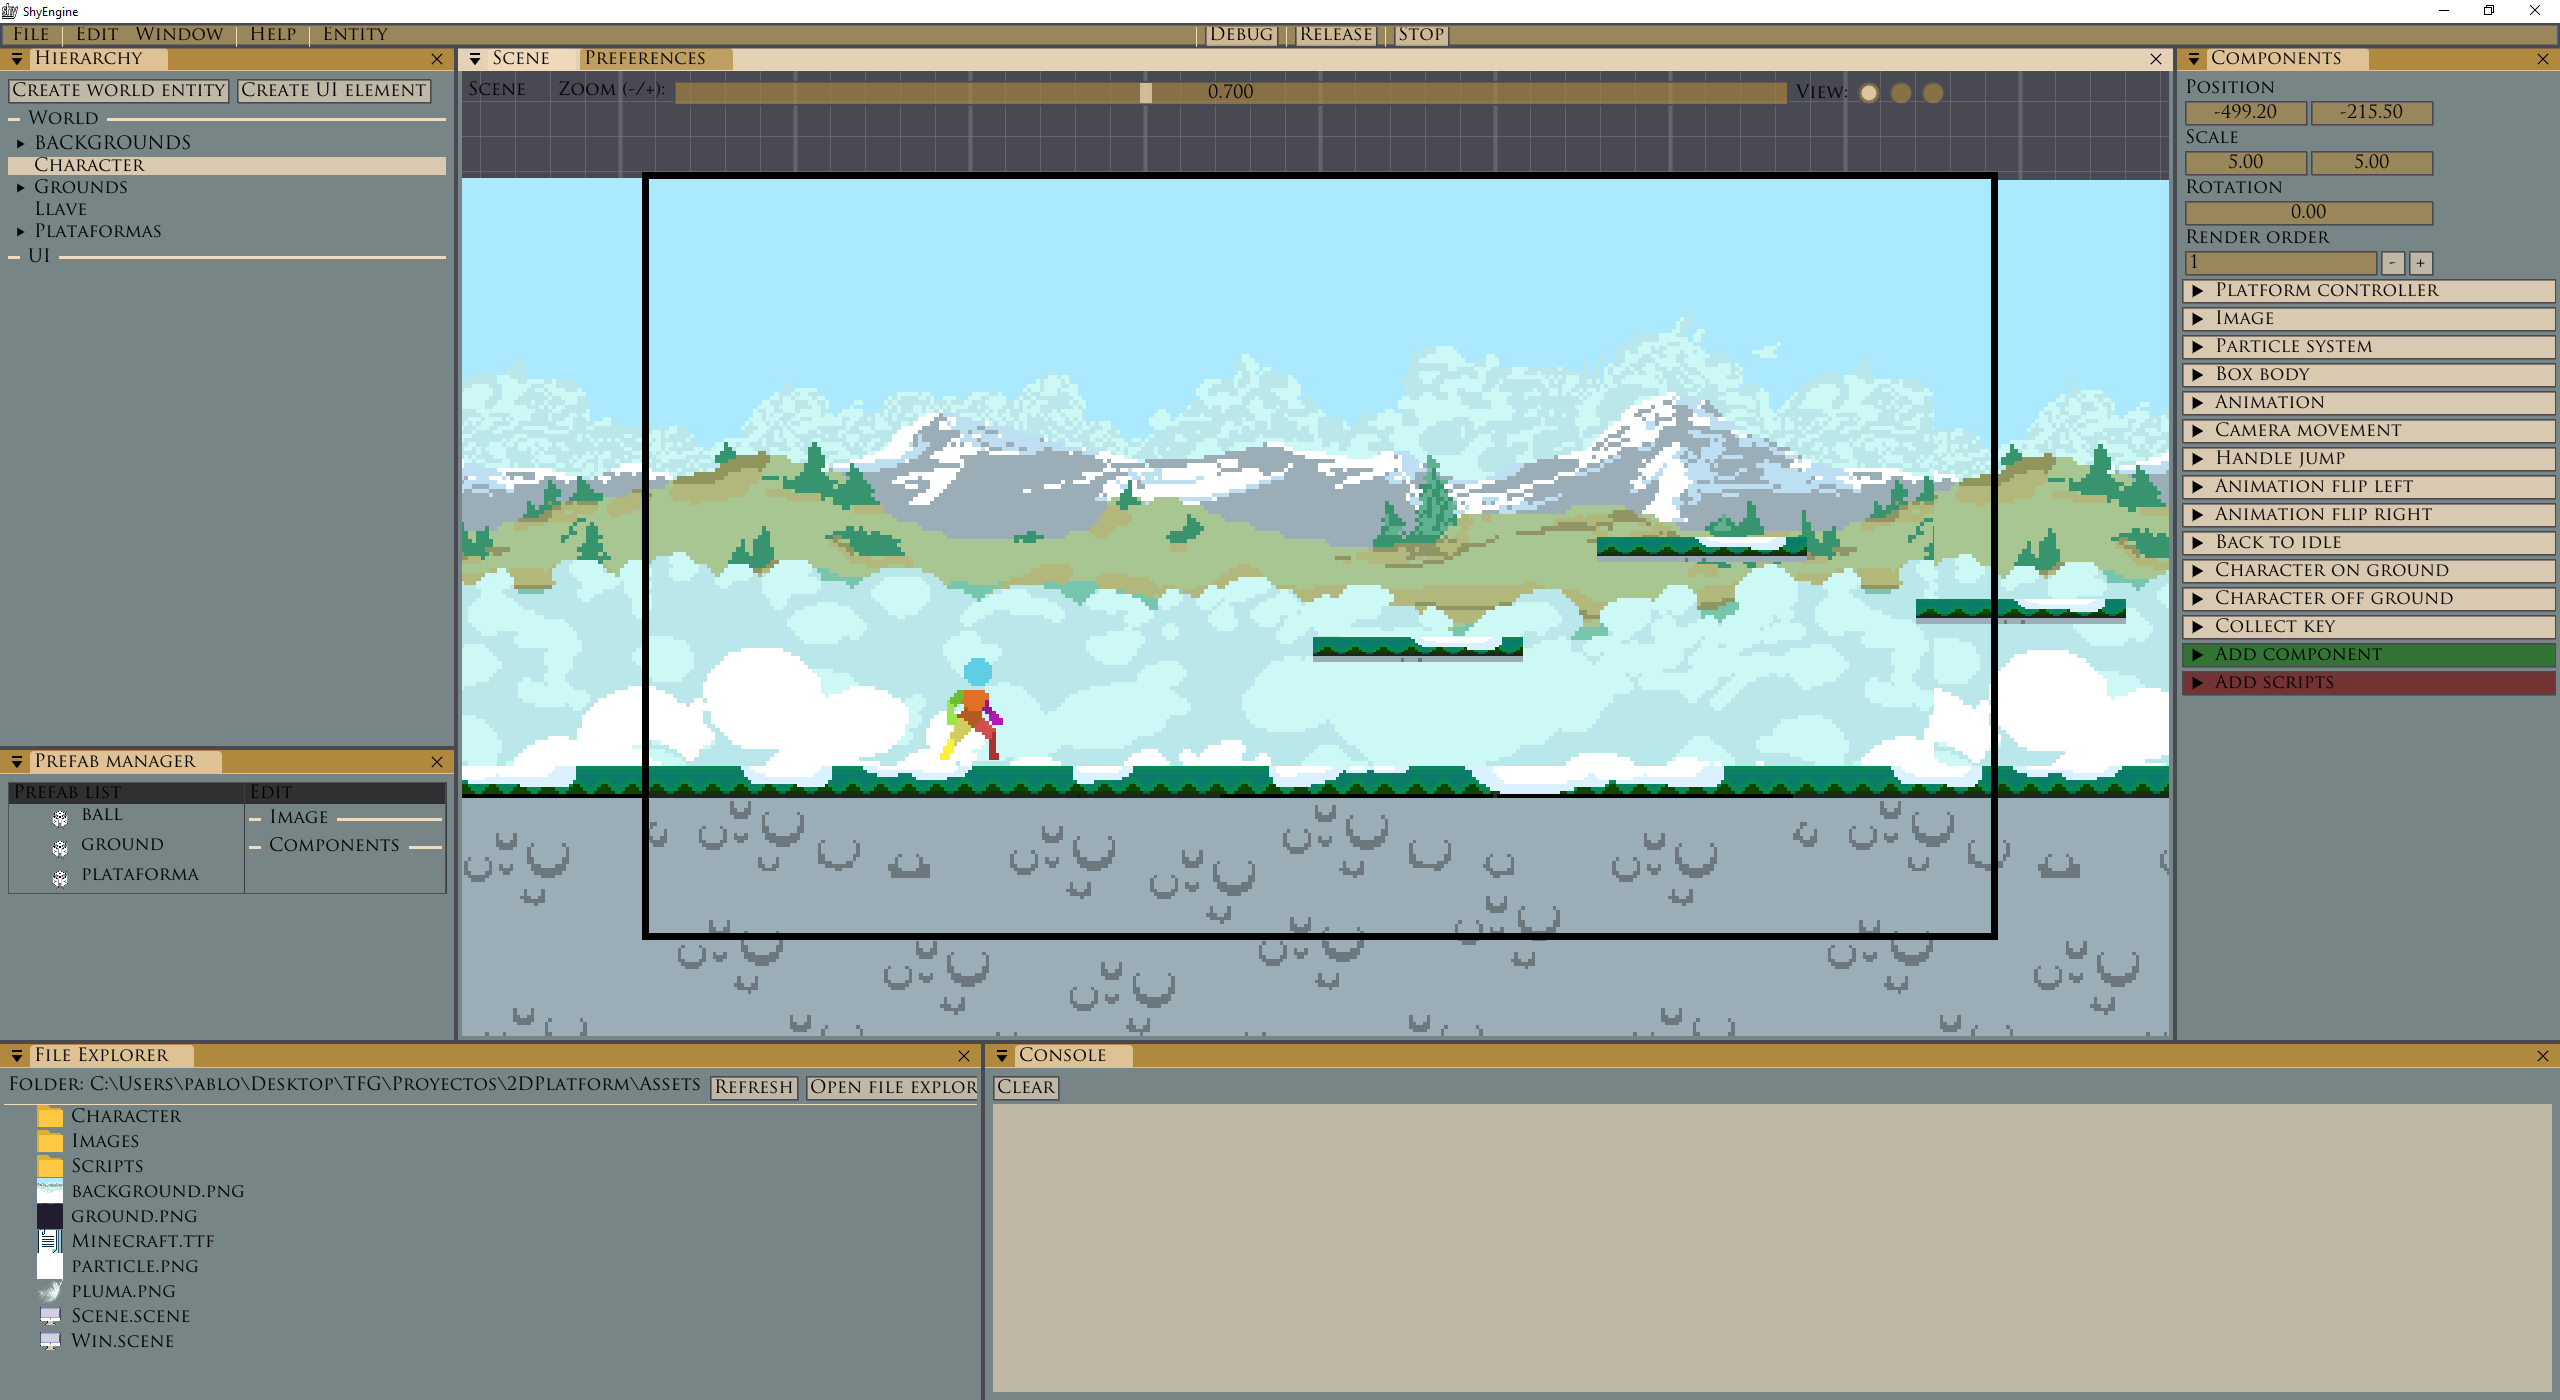 ShyEngine
File Edit Window Help Entity Debug Release Stop
Hierarchy
Create world entity Create UI element
World
BACKGROUNDS
Character
Grounds
Llave
Plataformas
UI
Scene Preferences
Scene Zoom (-/+): 0.700 View:
Components
Position
-499.20 -215.50
Scale
5.00 5.00
Rotation
0.00
Render order
1 - +
Platform controller
Image
Particle system
Box body
Animation
Camera movement
Handle jump
Animation flip left
Animation flip right
Back to idle
Character on ground
Character off ground
Collect key
Add component
Add scripts
Prefab manager
Prefab list Edit
BALL
GROUND
PLATAFORMA
Image
Components
File Explorer
Folder: C:\Users\pablo\Desktop\TFG\Proyectos\2DPlatform\Assets Refresh Open file explor
Character
Images
Scripts
background.png
ground.png
Minecraft.ttf
particle.png
pluma.png
Scene.scene
Win.scene
Console
Clear